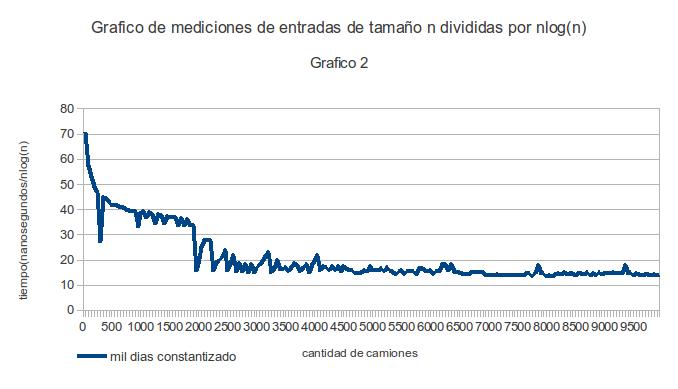 Grafico de mediciones de entradas de tamaño n divididas por nlog(n)
Grafico 2
tiempo(nanosegundos/nlog(n)
80
70
60
50
40
30
20
10
0
0 500 1000 1500 2000 2500 3000 3500 4000 4500 5000 5500 6000 6500 7000 7500 8000 8500 9000 9500
mil dias constantizado
cantidad de camiones